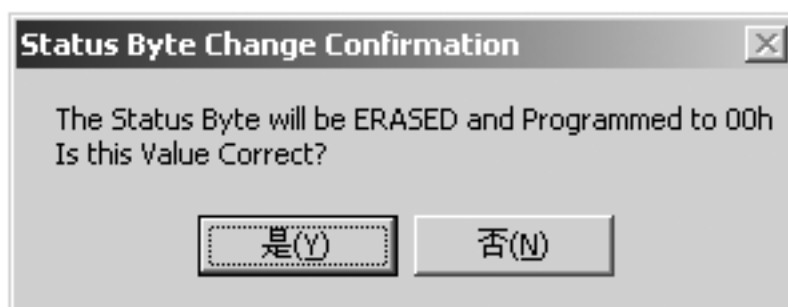 Status Byte Change Confirmation
The Status Byte will be ERASED and Programmed to 00h
Is this Value Correct?
是(Y) 否(N)